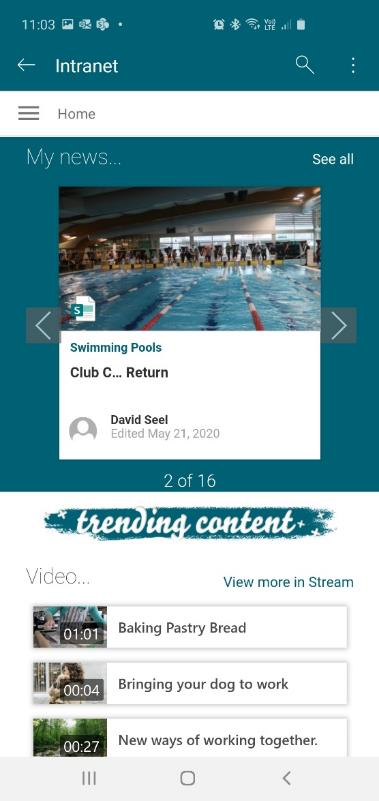 11:03
Vo))
LTE
Intranet
Home
My news...
See all
S
Swimming Pools
Club C... Return
David Seel
Edited May 21, 2020
2 of 16
trending content
Video...
View more in Stream
01:01
Baking Pastry Bread
00:04
Bringing your dog to work
00:27
New ways of working together.